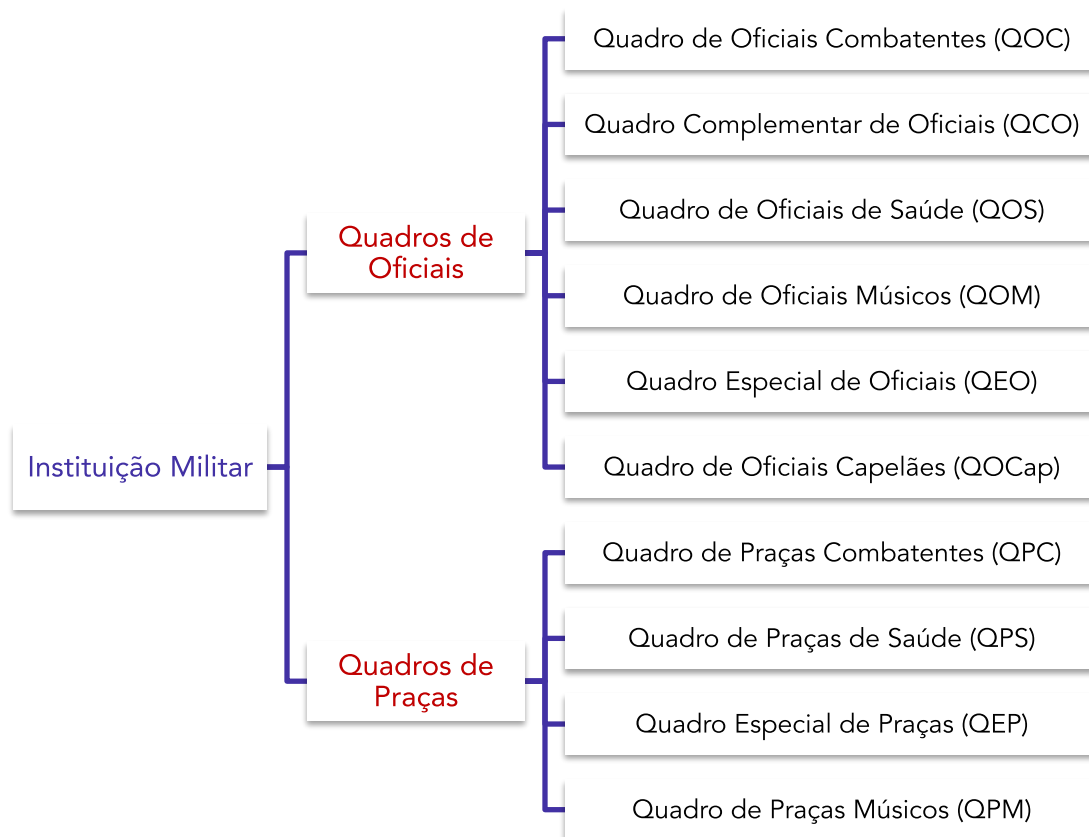 Instituição Militar
Quadros de
Oficiais
Quadro de Oficiais Combatentes (QOC)
Quadro Complementar de Oficiais (QCO)
Quadro de Oficiais de Saúde (QOS)
Quadro de Oficiais Músicos (QOM)
Quadro Especial de Oficiais (QEO)
Quadro de Oficiais Capelães (QOCap)
Quadros de
Praças
Quadro de Praças Combatentes (QPC)
Quadro de Praças de Saúde (QPS)
Quadro Especial de Praças (QEP)
Quadro de Praças Músicos (QPM)